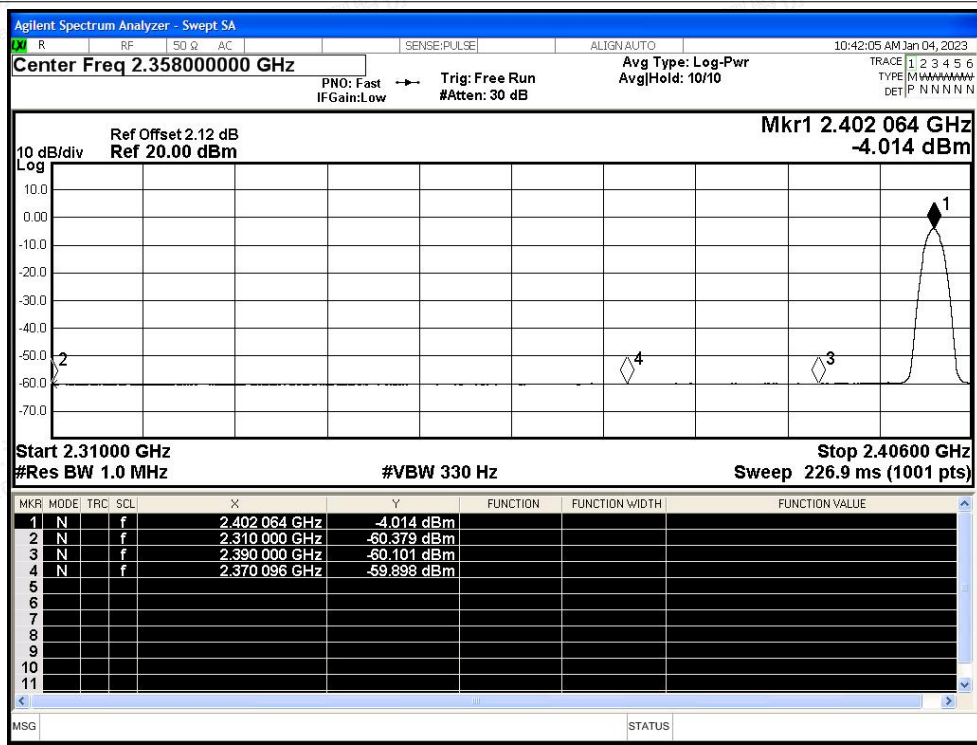 Agilent Spectrum Analyzer - Swept SA
LXI R RF 50 Ω AC SENSE:PULSE ALIGN AUTO 10:42:05 AM Jan 04, 2023
Center Freq 2.358000000 GHz
PNO: Fast
IFGain:Low
Trig: Free Run
#Atten: 30 dB
Avg Type: Log-Pwr
Avg|Hold: 10/10
TRACE 1 2 3 4 5 6
TYPE M
DET P N N N N N
Ref Offset 2.12 dB
10 dB/div Ref 20.00 dBm
Log
Mkr1 2.402 064 GHz
-4.014 dBm
10.0
0.00
-10.0
-20.0
-30.0
-40.0
-50.0
-60.0
-70.0
1
2
4
3
Start 2.31000 GHz Stop 2.40600 GHz
#Res BW 1.0 MHz #VBW 330 Hz Sweep 226.9 ms (1001 pts)
MKR MODE TRC SCL X Y FUNCTION FUNCTION WIDTH FUNCTION VALUE
1 N f 2.402 064 GHz -4.014 dBm
2 N f 2.310 000 GHz -60.379 dBm
3 N f 2.390 000 GHz -60.101 dBm
4 N f 2.370 096 GHz -59.898 dBm
5
6
7
8
9
10
11
MSG STATUS